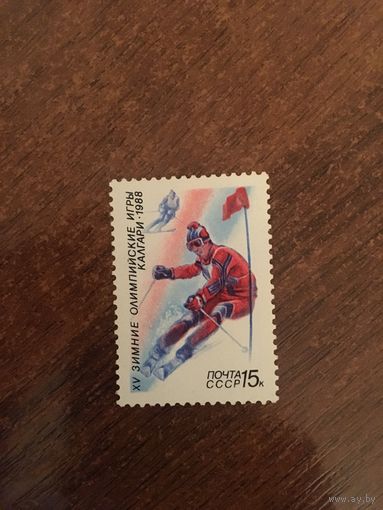 XV ЗИМНИЕ ОЛИМПИЙСКИЕ ИГРЫ
КАЛГАРИ·1988
ПОЧТА
СССР 15к
www.ay.by